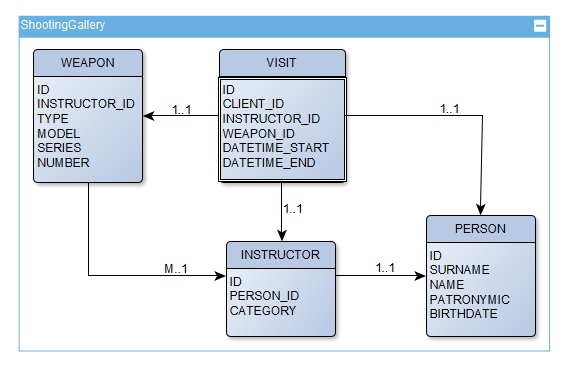 ShootingGallery
WEAPON
ID
INSTRUCTOR_ID
TYPE
MODEL
SERIES
NUMBER
1..1
VISIT
ID
CLIENT_ID
INSTRUCTOR_ID
WEAPON_ID
DATETIME_START
DATETIME_END
1..1
1..1
M..1
INSTRUCTOR
ID
PERSON_ID
CATEGORY
1..1
PERSON
ID
SURNAME
NAME
PATRONYMIC
BIRTHDATE